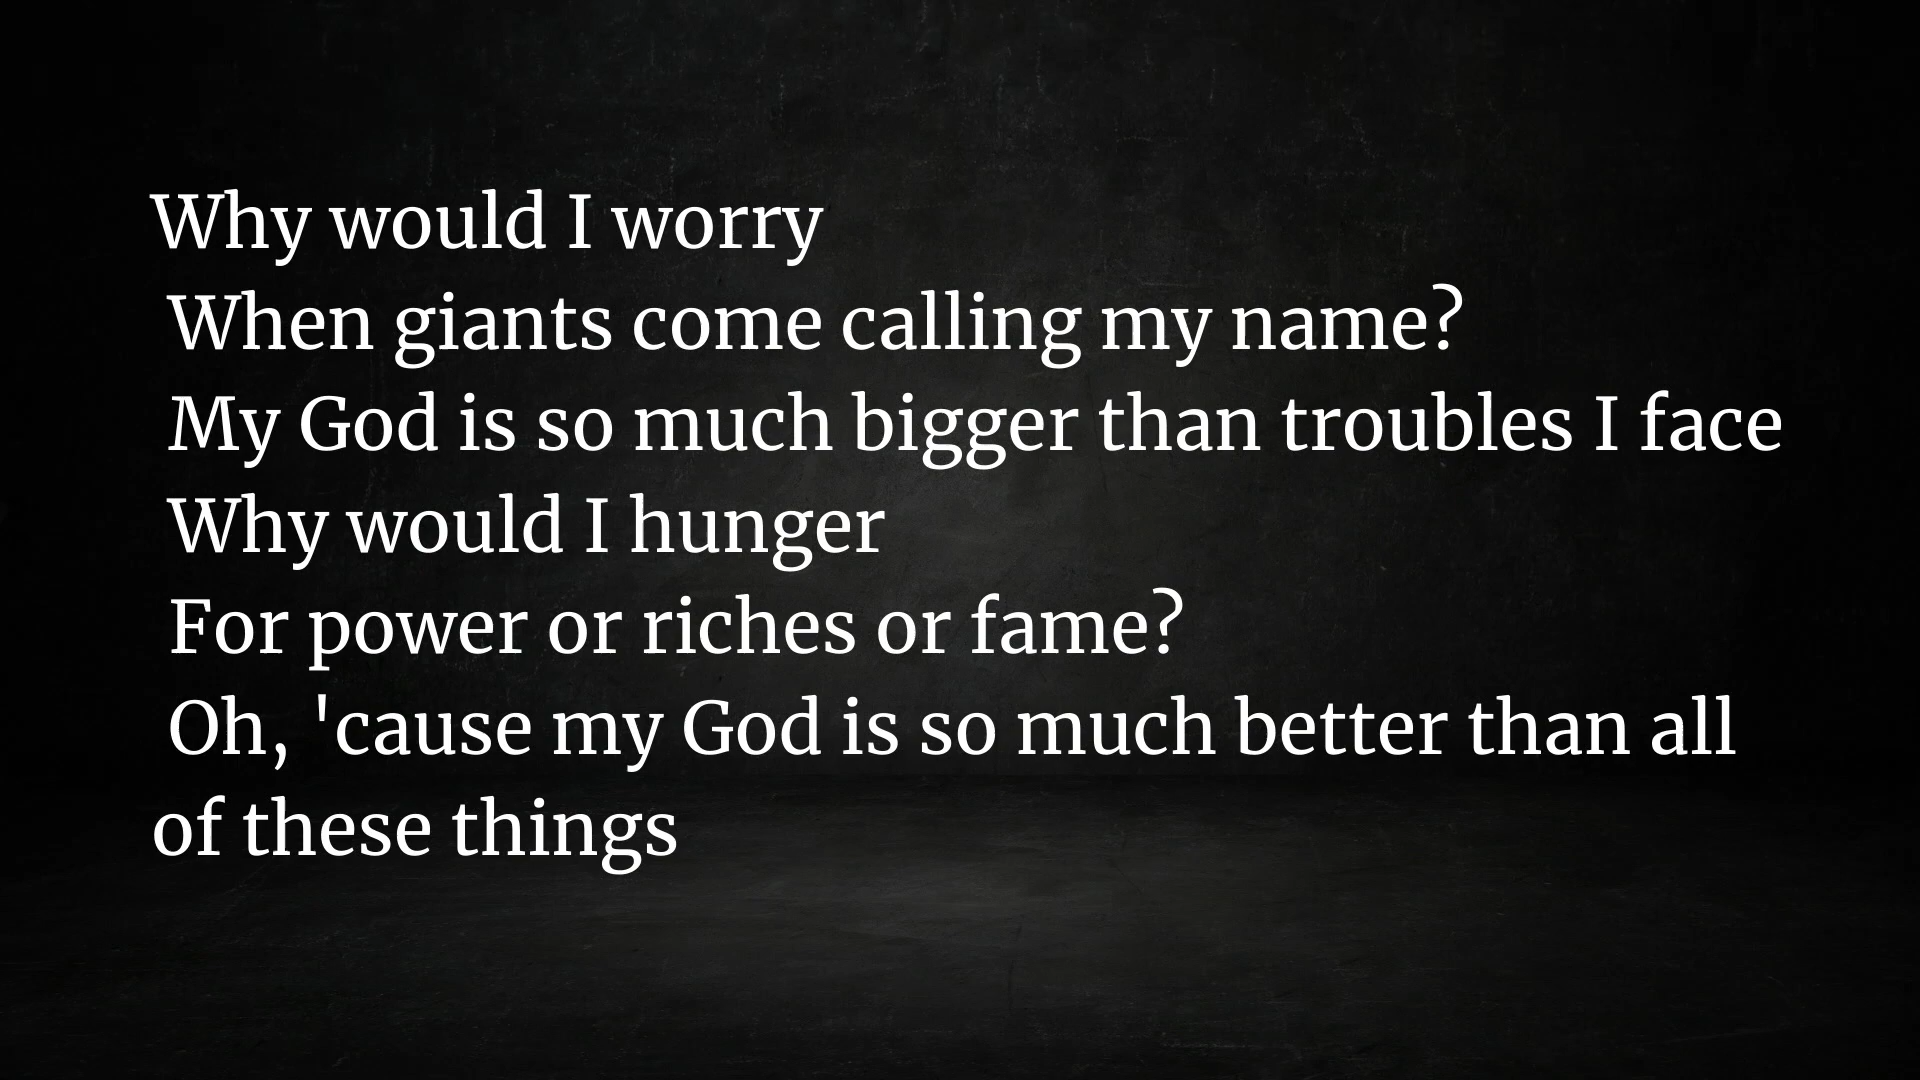 Why would I worry
When giants come calling my name?
My God is so much bigger than troubles I face
Why would I hunger
For power or riches or fame?
Oh, 'cause my God is so much better than all
of these things